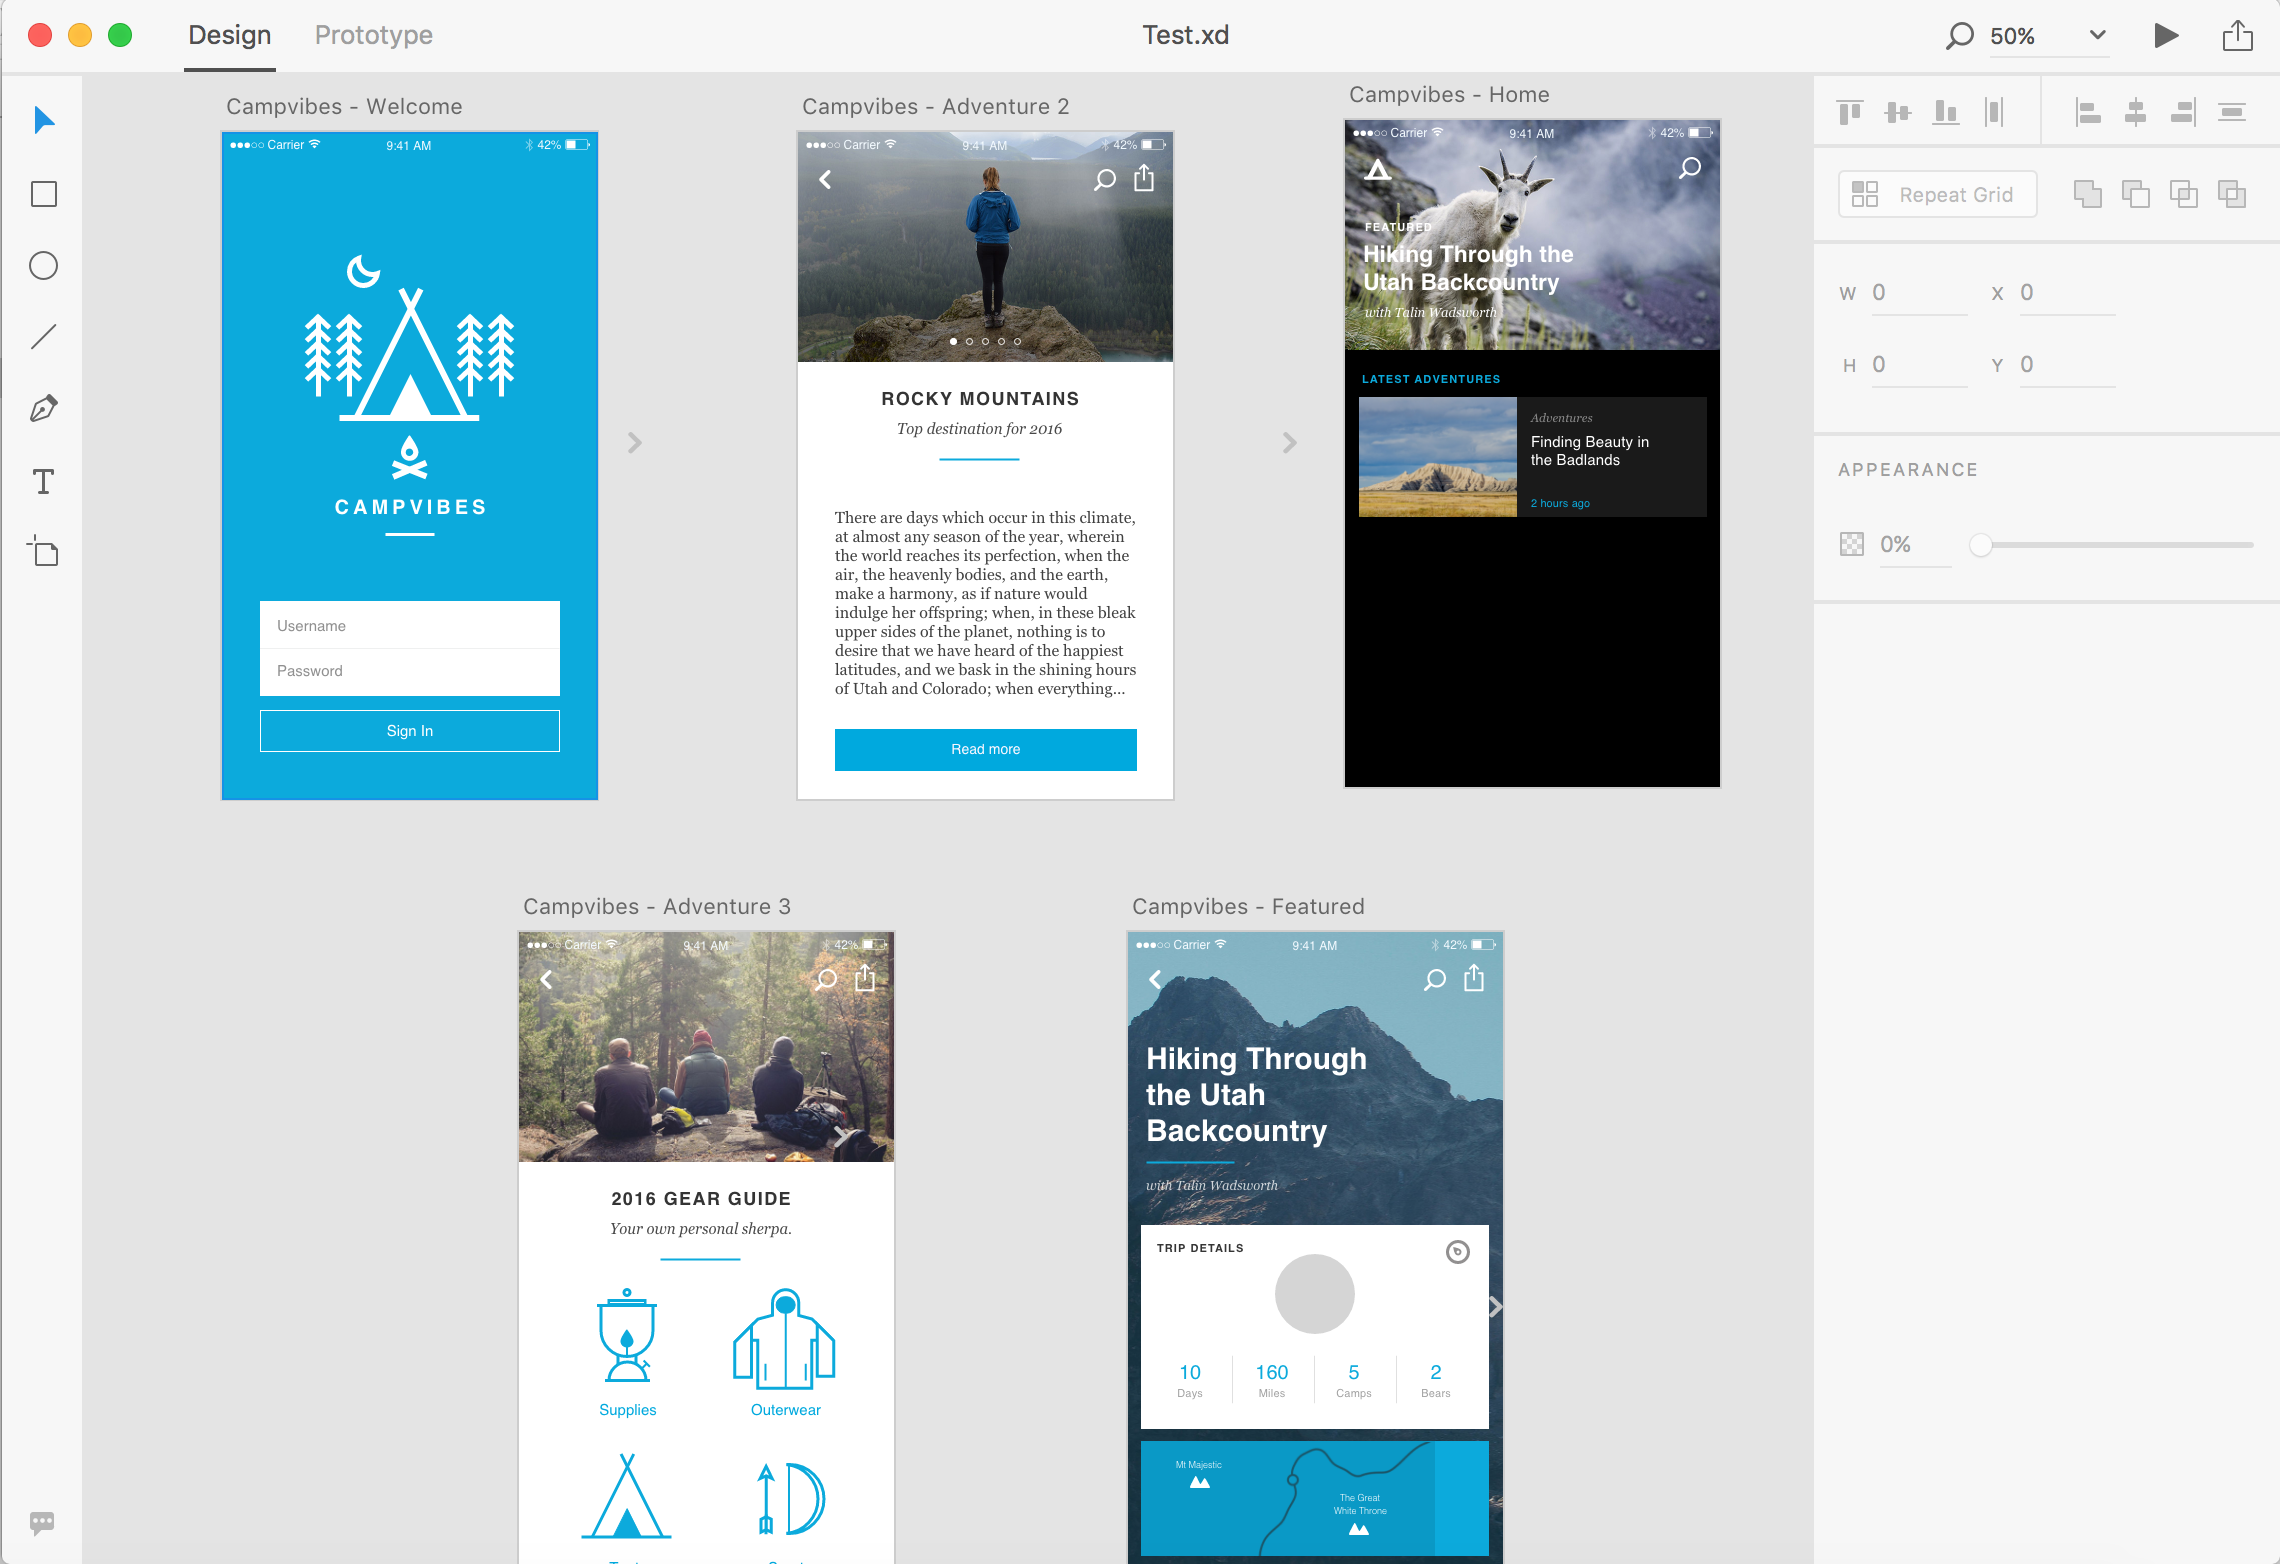 Design
Prototype
Test.xd
50%
Campvibes - Welcome
Carrier
9:41 AM
42%
CAMPVIBES
Username
Password
Sign In
Campvibes - Adventure 2
Carrier
9:41 AM
42%
ROCKY MOUNTAINS
Top destination for 2016
There are days which occur in this climate,
at almost any season of the year, wherein
the world reaches its perfection, when the
air, the heavenly bodies, and the earth,
make a harmony, as if nature would
indulge her offspring; when, in these bleak
upper sides of the planet, nothing is to
desire that we have heard of the happiest
latitudes, and we bask in the shining hours
of Utah and Colorado; when everything...
Read more
Campvibes - Home
Carrier
9:41 AM
42%
FEATURED
Hiking Through the
Utah Backcountry
with Talin Wadsworth
LATEST ADVENTURES
Adventures
Finding Beauty in
the Badlands
2 hours ago
Campvibes - Adventure 3
Carrier
9:41 AM
42%
2016 GEAR GUIDE
Your own personal sherpa.
Supplies
Outerwear
Campvibes - Featured
Carrier
9:41 AM
42%
Hiking Through
the Utah
Backcountry
with Talin Wadsworth
TRIP DETAILS
10
Days
160
Miles
5
Camps
2
Bears
Mt Majestic
The Great
White Throne
Repeat Grid
W 0
X 0
H 0
Y 0
APPEARANCE
0%